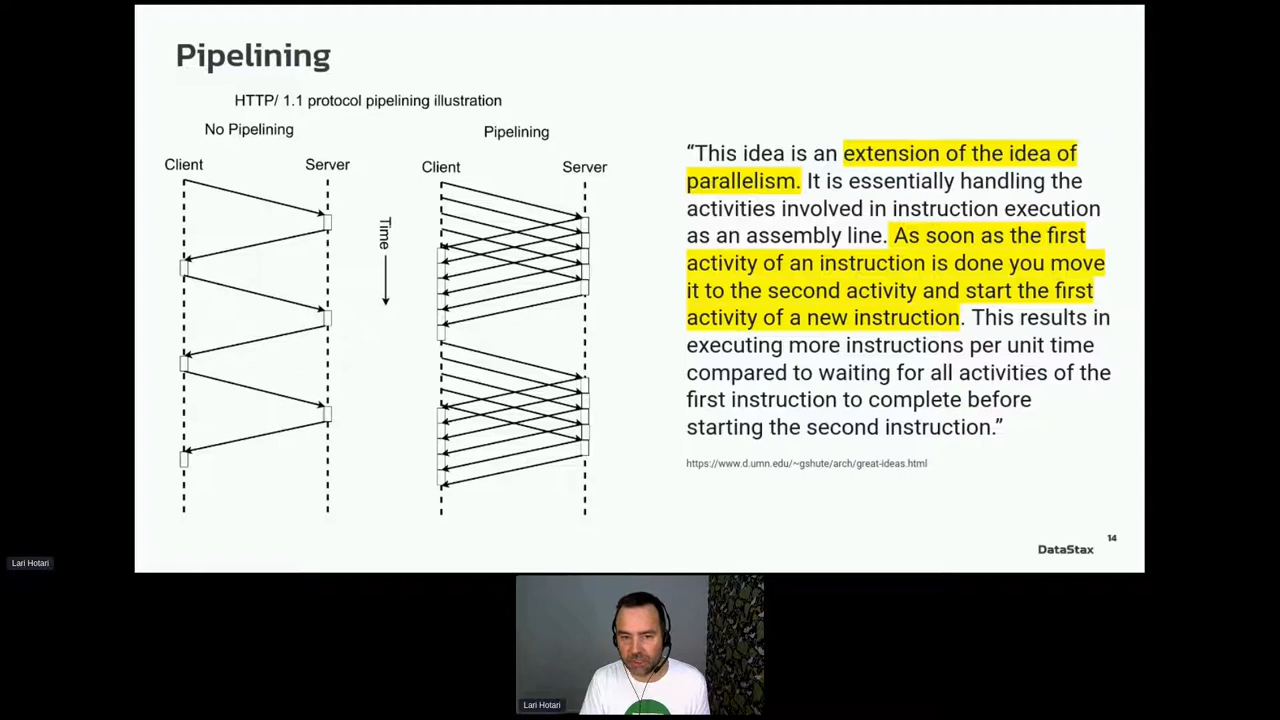 Pipelining
HTTP/ 1.1 protocol pipelining illustration
No Pipelining
Pipelining
Client
Server
Client
Server
Time
“This idea is an extension of the idea of
parallelism. It is essentially handling the
activities involved in instruction execution
as an assembly line. As soon as the first
activity of an instruction is done you move
it to the second activity and start the first
activity of a new instruction. This results in
executing more instructions per unit time
compared to waiting for all activities of the
first instruction to complete before
starting the second instruction.”
https://www.d.umn.edu/~gshute/arch/great-ideas.html
14
DataStax
Lari Hotari
Lari Hotari